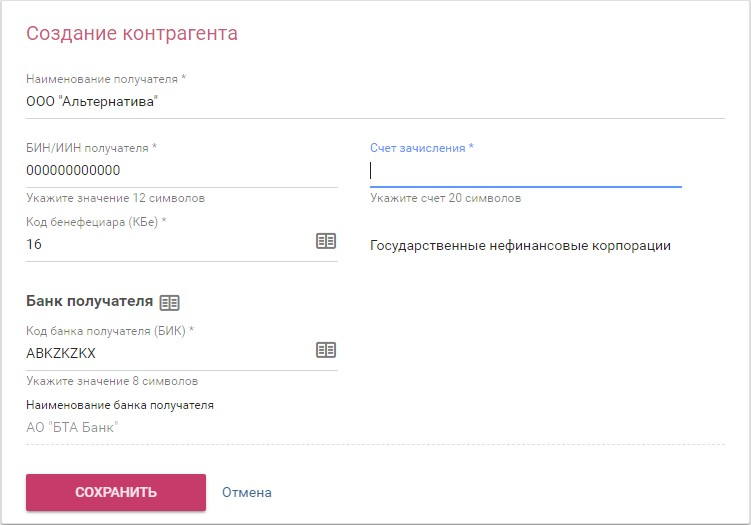 Создание контрагента
Наименование получателя *
ООО "Альтернатива"
БИН/ИИН получателя *
Счет зачисления *
000000000000
Укажите значение 12 символов
Укажите счет 20 символов
Код бенефециара (КБе) *
16
Государственные нефинансовые корпорации
Банк получателя
Код банка получателя (БИК) *
ABKZKZKX
Укажите значение 8 символов
Наименование банка получателя
АО "БТА Банк"
СОХРАНИТЬ
Отмена